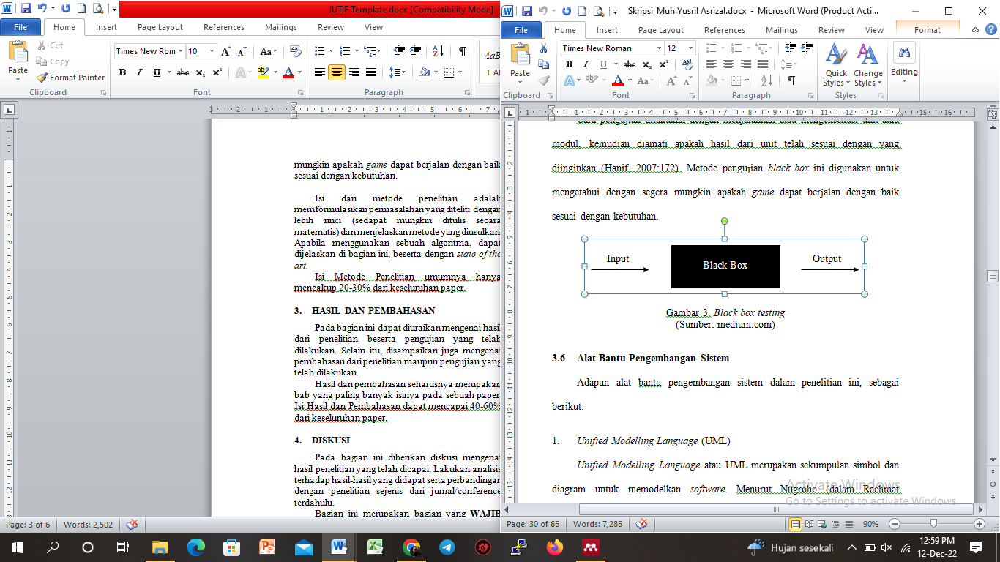 JUTIF Template.docx [Compatibility Mode]
File Home Insert Page Layout References Mailings Review View
Paste
Cut
Copy
Format Painter
Times New Rom 10
Clipboard Font Paragraph
AaB
¶ Al
mungkin apakah game dapat berjalan dengan baik
sesuai dengan kebutuhan.
Isi dari metode penelitian adalah
memformulasikan permasalahan yang diteliti dengan
lebih rinci (sedapat mungkin ditulis secara
matematis) dan menjelaskan metode yang diusulkan.
Apabila menggunakan sebuah algoritma, dapat
dijelaskan di bagian ini, beserta dengan state of the
art.
Isi Metode Penelitian umumnya hanya
mencakup 20-30% dari keseluruhan paper.
3. HASIL DAN PEMBAHASAN
Pada bagian ini dapat diuraikan mengenai hasil
dari penelitian beserta pengujian yang telah
dilakukan. Selain itu, disampaikan juga mengenai
pembahasan dari penelitian maupun pengujian yang
telah dilakukan.
Hasil dan pembahasan seharusnya merupakan
bab yang paling banyak isinya pada sebuah paper.
Isi Hasil dan Pembahasan dapat mencapai 40-60%
dari keseluruhan paper.
4. DISKUSI
Pada bagian ini diberikan diskusi mengenai
hasil penelitian yang telah dicapai. Lakukan analisis
terhadap hasil-hasil yang didapat serta perbandingan
dengan penelitian sejenis dari jurnal/conference
terdahulu.
Bagian ini merupakan bagian yang WAJIB
Page: 3 of 6 Words: 2,502
Skripsi_Muh.Yusril Asrizal.docx - Microsoft Word (Product Acti...
File Home Insert Page Layout References Mailings Review View Format
Paste
Times New Roman 12
Quick Styles
Change Styles
Editing
Clipboard Font Paragraph Styles
Cara pengujian dilakukan dengan menjalankan atau mengeksekusi unit atau
modul, kemudian diamati apakah hasil dari unit telah sesuai dengan yang
diinginkan (Hanif, 2007:172). Metode pengujian black box ini digunakan untuk
mengetahui dengan segera mungkin apakah game dapat berjalan dengan baik
sesuai dengan kebutuhan.
Input Black Box Output
Gambar 3. Black box testing
(Sumber: medium.com)
3.6 Alat Bantu Pengembangan Sistem
Adapun alat bantu pengembangan sistem dalam penelitian ini, sebagai
berikut:
1. Unified Modelling Language (UML)
Unified Modelling Language atau UML merupakan sekumpulan simbol dan
diagram untuk memodelkan software. Menurut Nugroho (dalam Rachmat
Activate Windows
Go to Settings to activate Windows.
Page: 30 of 66 Words: 7,286 90%
Hujan sesekali
12:59 PM
12-Dec-22